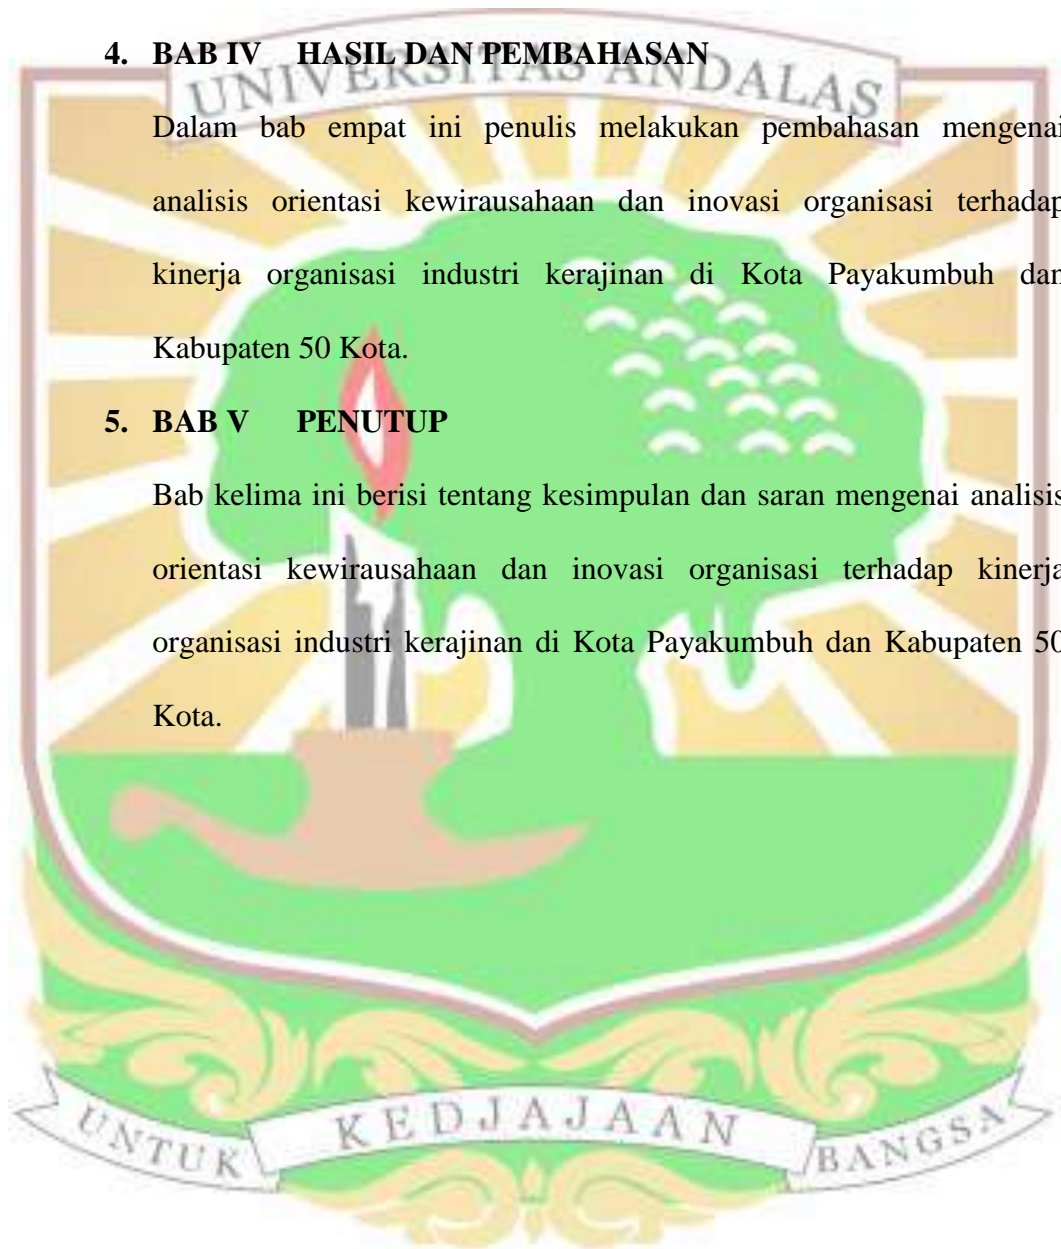 4. BAB IV HASIL DAN PEMBAHASAN
UNIVERSITAS ANDALAS
Dalam bab empat ini penulis melakukan pembahasan mengenai
analisis orientasi kewirausahaan dan inovasi organisasi terhadap
kinerja organisasi industri kerajinan di Kota Payakumbuh dan
Kabupaten 50 Kota.
5. BAB V PENUTUP
Bab kelima ini berisi tentang kesimpulan dan saran mengenai analisis
orientasi kewirausahaan dan inovasi organisasi terhadap kinerja
organisasi industri kerajinan di Kota Payakumbuh dan Kabupaten 50
Kota.
UNTUK KEDJAJAAN BANGSA